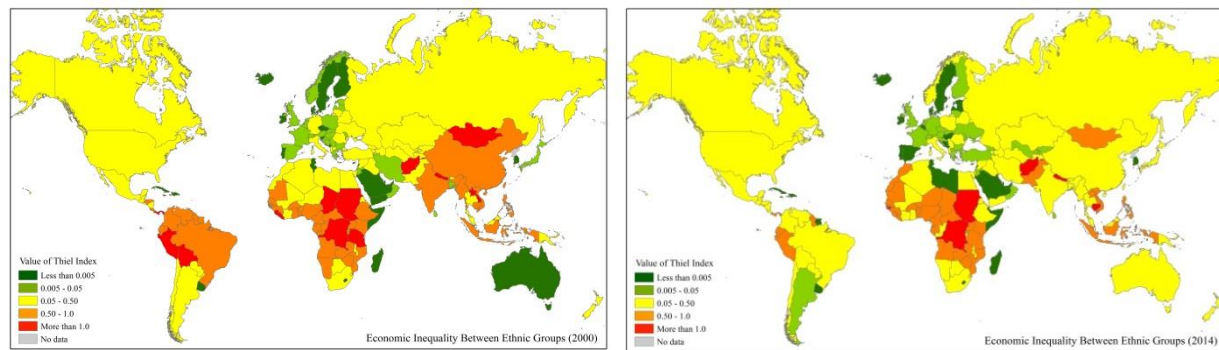 Value of Thiel Index
Less than 0.005
0.005 - 0.05
0.05 - 0.50
0.50 - 1.0
More than 1.0
No data
Economic Inequality Between Ethnic Groups (2000)
Value of Thiel Index
Less than 0.005
0.005 - 0.05
0.05 - 0.50
0.50 - 1.0
More than 1.0
No data
Economic Inequality Between Ethnic Groups (2014)